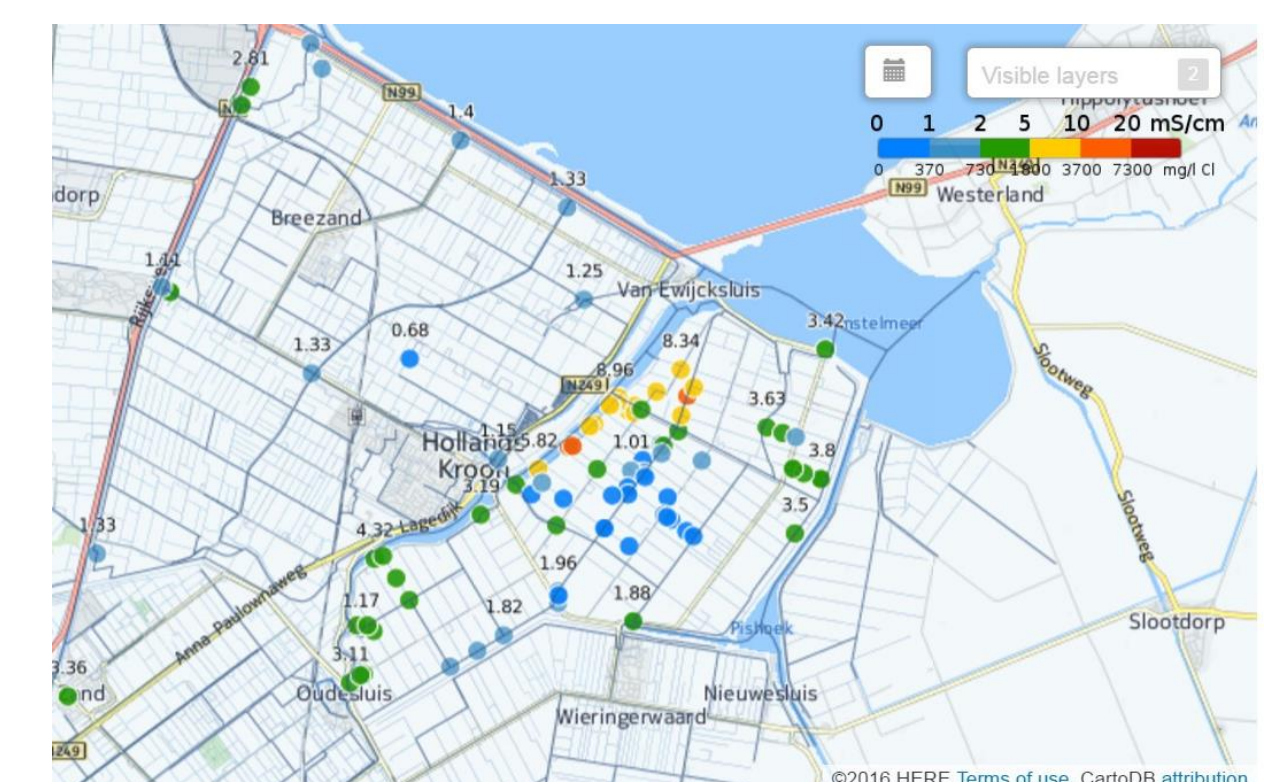 2.81
N99
1.4
Visible layers 2
Hippolytushoef
0 1 2 5 10 20 mS/cm
0 370 730 1800 3700 7300 mg/l Cl
N240
N99
Westerland
dorp
Breezand
1.33
1.11
1.25
Van Ewijcksluis
3.42
mstelmeer
1.33
0.68
8.34
8.96
N249
3.63
Slootweg
1.15
5.82
1.01
3.8
Hollands
Kroon
3.19
3.5
Slootweg
1.33
4.32
Lagedijk
1.96
1.88
1.17
1.82
Anna Paulownaweg
Pishoek
Slootdorp
3.11
3.36
nd
Oudesluis
Nieuwesluis
Wieringerwaard
249
©2016 HERE Terms of use, CartoDB attribution